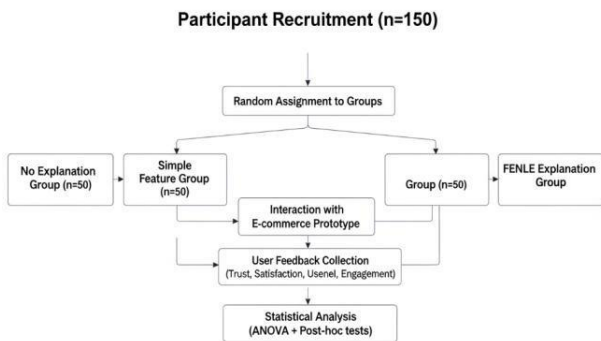 Participant Recruitment (n=150)
Random Assignment to Groups
No Explanation
Group (n=50)
Simple
Feature Group
(n=50)
Group (n=50)
FENLE Explanation
Group
Interaction with
E-commerce Prototype
User Feedback Collection
(Trust, Satisfaction, Usenel, Engagement)
Statistical Analysis
(ANOVA + Post-hoc tests)